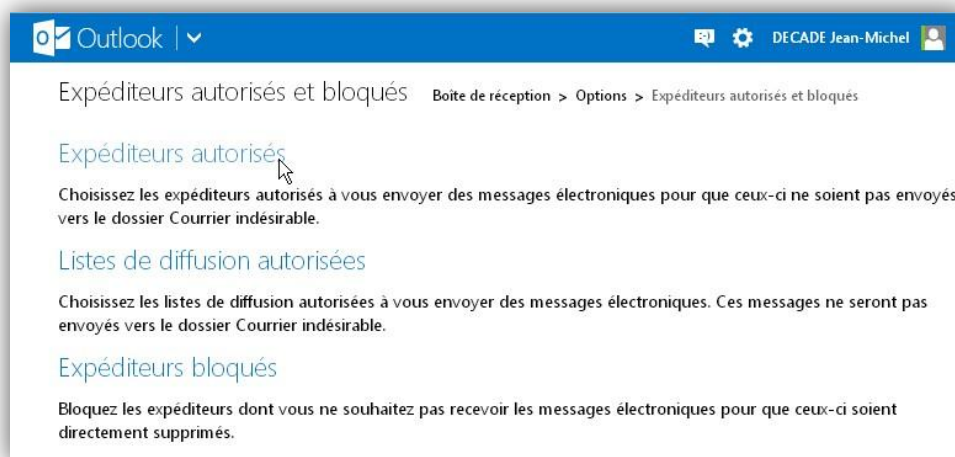 Outlook
DECADE Jean-Michel
Expéditeurs autorisés et bloqués Boîte de réception > Options > Expéditeurs autorisés et bloqués
Expéditeurs autorisés
Choisissez les expéditeurs autorisés à vous envoyer des messages électroniques pour que ceux-ci ne soient pas envoyés
vers le dossier Courrier indésirable.
Listes de diffusion autorisées
Choisissez les listes de diffusion autorisées à vous envoyer des messages électroniques. Ces messages ne seront pas
envoyés vers le dossier Courrier indésirable.
Expéditeurs bloqués
Bloquez les expéditeurs dont vous ne souhaitez pas recevoir les messages électroniques pour que ceux-ci soient
directement supprimés.